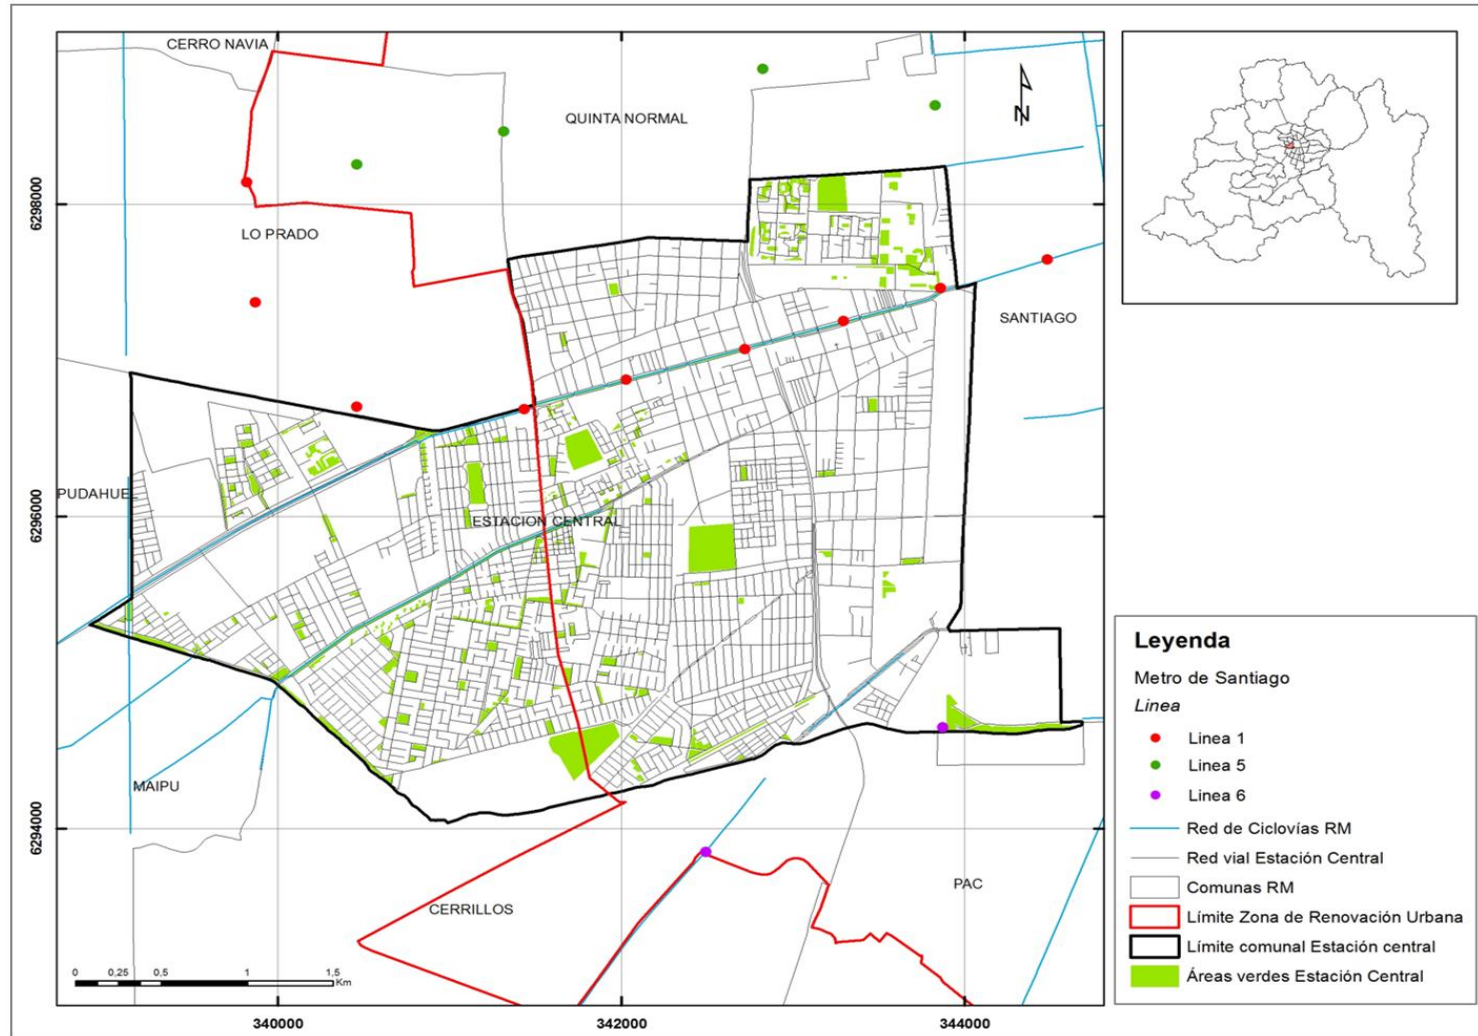 CERRO NAVIA
QUINTA NORMAL
N
LO PRADO
SANTIAGO
PUDAHUEL
ESTACION CENTRAL
MAIPU
CERRILLOS
PAC
6298000
6296000
6294000
0 0,25 0,5 1 1,5
Km
340000 342000 344000
Leyenda
Metro de Santiago
Linea
Linea 1
Linea 5
Linea 6
Red de Ciclovías RM
Red vial Estación Central
Comunas RM
Límite Zona de Renovación Urbana
Límite comunal Estación central
Áreas verdes Estación Central